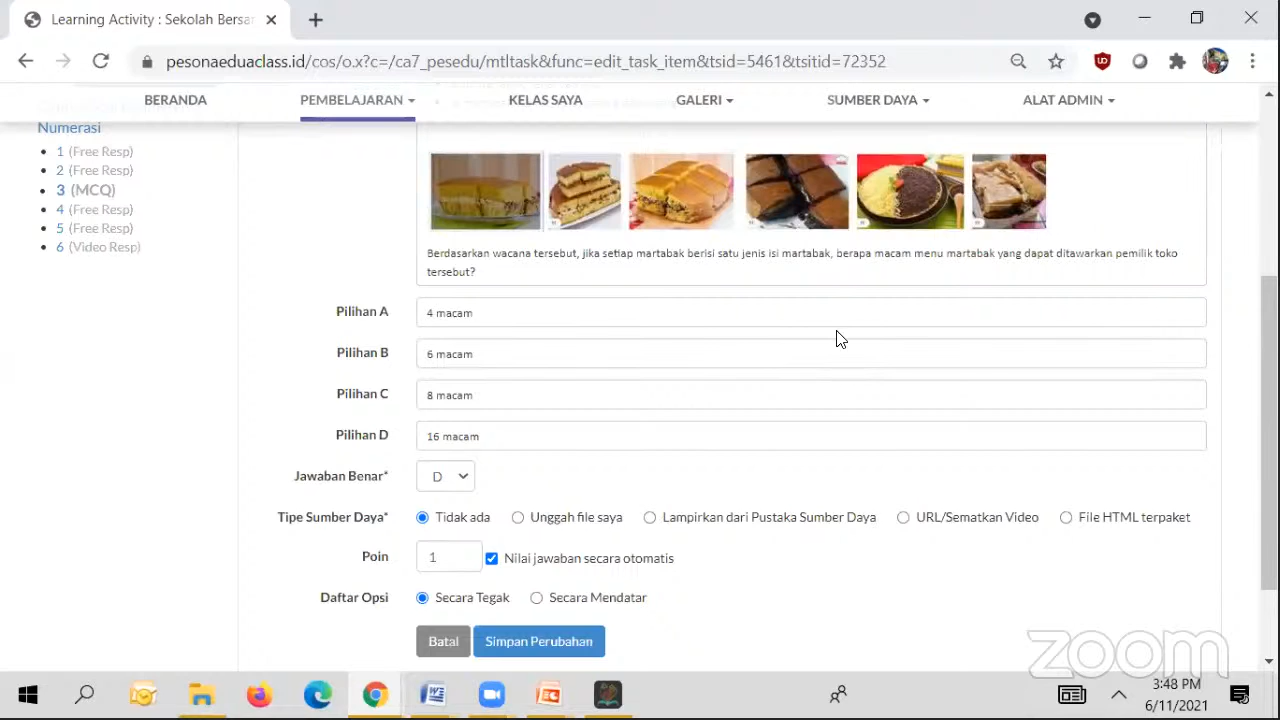 Learning Activity : Sekolah Bersar
pesonaeduaclass.id/cos/o.x?c=/ca7_pesedu/mtltask&func=edit_task_item&tsid=5461&tsitid=72352
BERANDA
PEMBELAJARAN
KELAS SAYA
GALERI
SUMBER DAYA
ALAT ADMIN
Numerasi
1 (Free Resp)
2 (Free Resp)
3 (MCQ)
4 (Free Resp)
5 (Free Resp)
6 (Video Resp)
Berdasarkan wacana tersebut, jika setiap martabak berisi satu jenis isi martabak, berapa macam menu martabak yang dapat ditawarkan pemilik toko
tersebut?
Pilihan A
4 macam
Pilihan B
6 macam
Pilihan C
8 macam
Pilihan D
16 macam
Jawaban Benar*
D
Tipe Sumber Daya*
Tidak ada
Unggah file saya
Lampirkan dari Pustaka Sumber Daya
URL/Sematkan Video
File HTML terpaket
Poin
1
Nilai jawaban secara otomatis
Daftar Opsi
Secara Tegak
Secara Mendatar
Batal
Simpan Perubahan
zoom
3:48 PM
6/11/2021